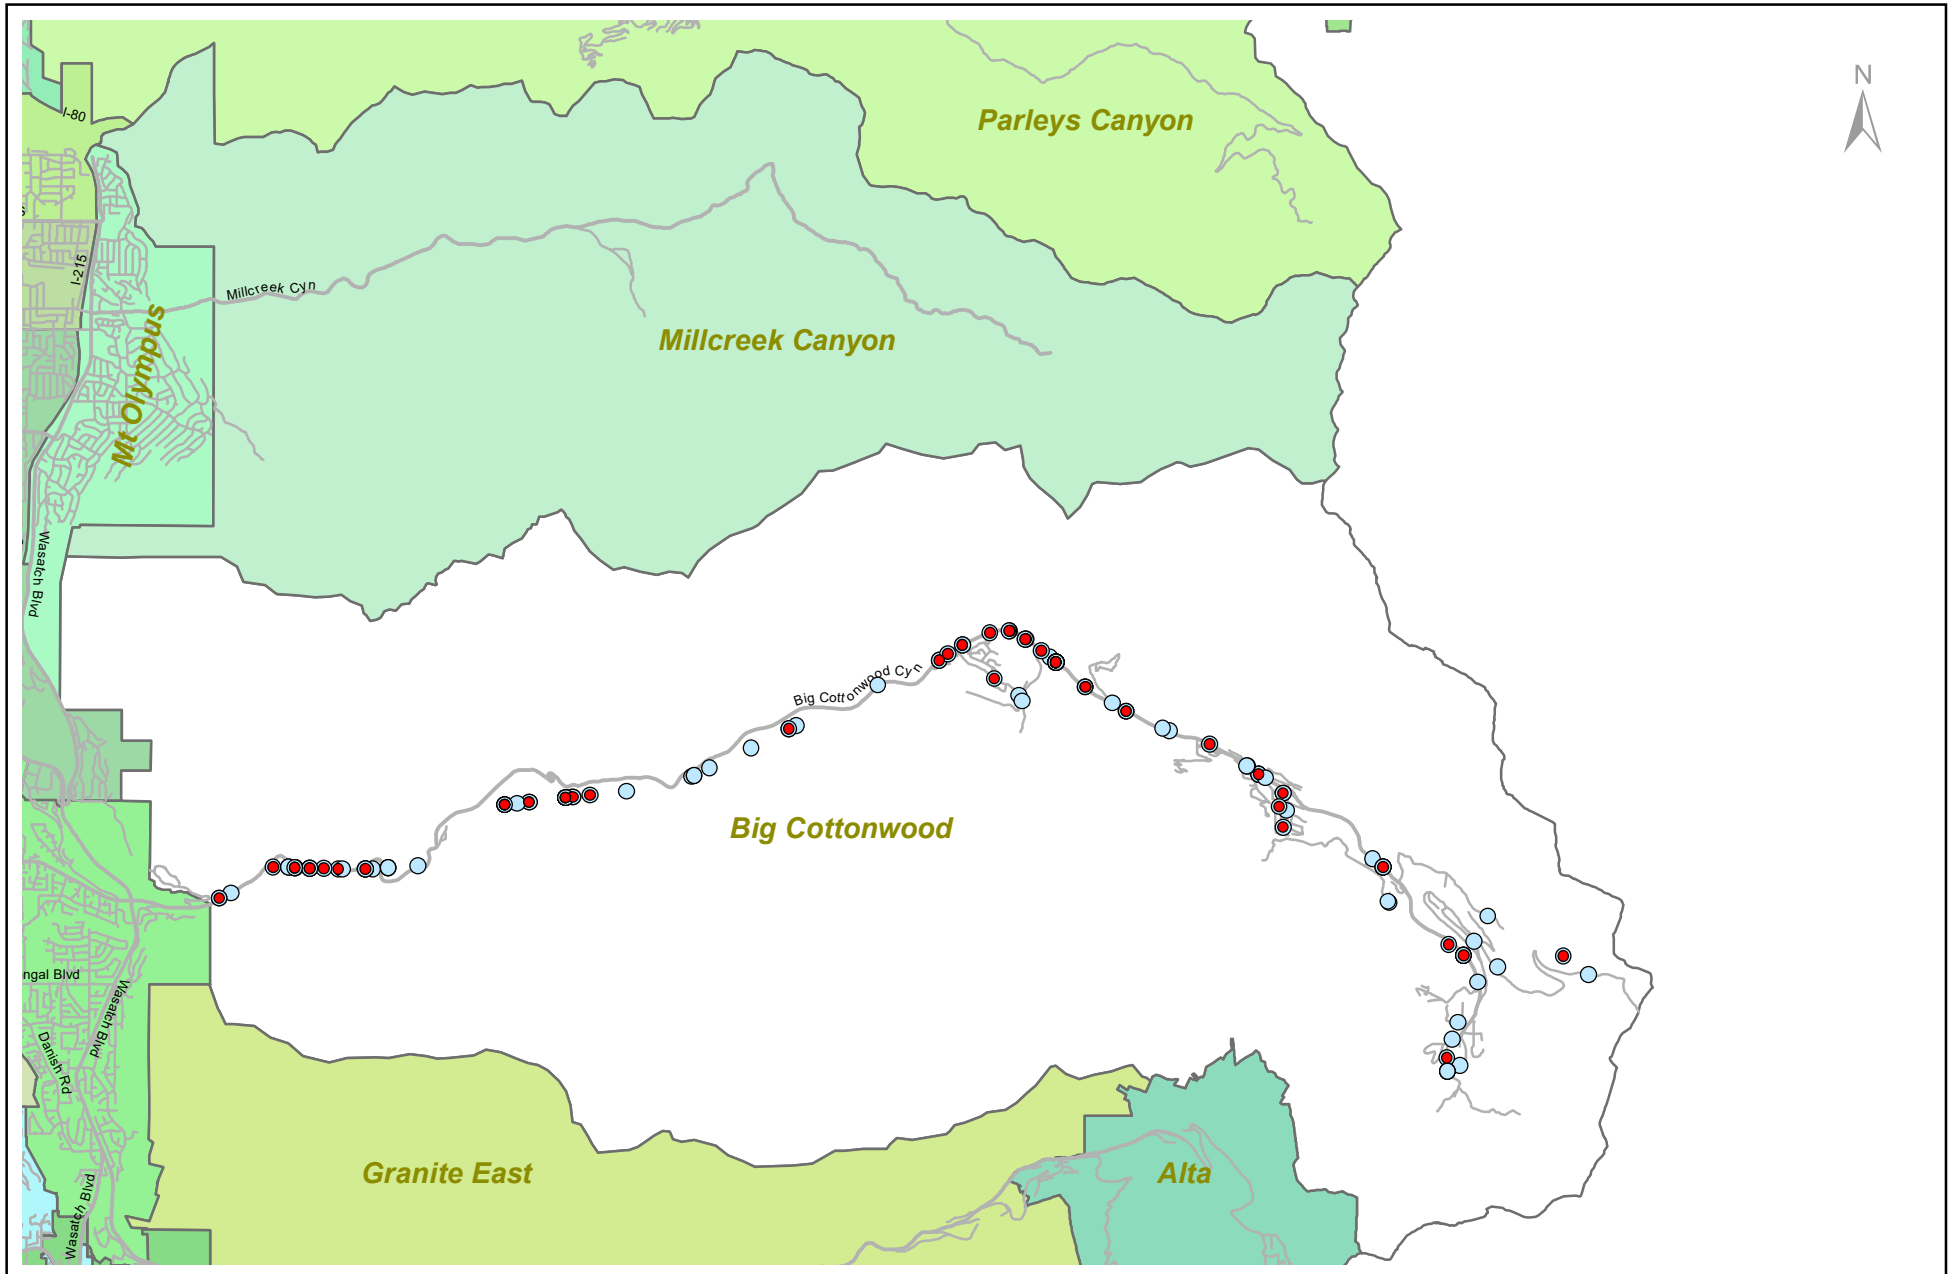 N
I-80
Parleys Canyon
I-215
Millcreek Cyn
Millcreek Canyon
Mt Olympus
Wasatch Blvd
Big Cottonwood Cyn
Big Cottonwood
ngal Blvd
Wasatch Blvd
Danish Rd
Granite East
Alta
Wasatch Blvd